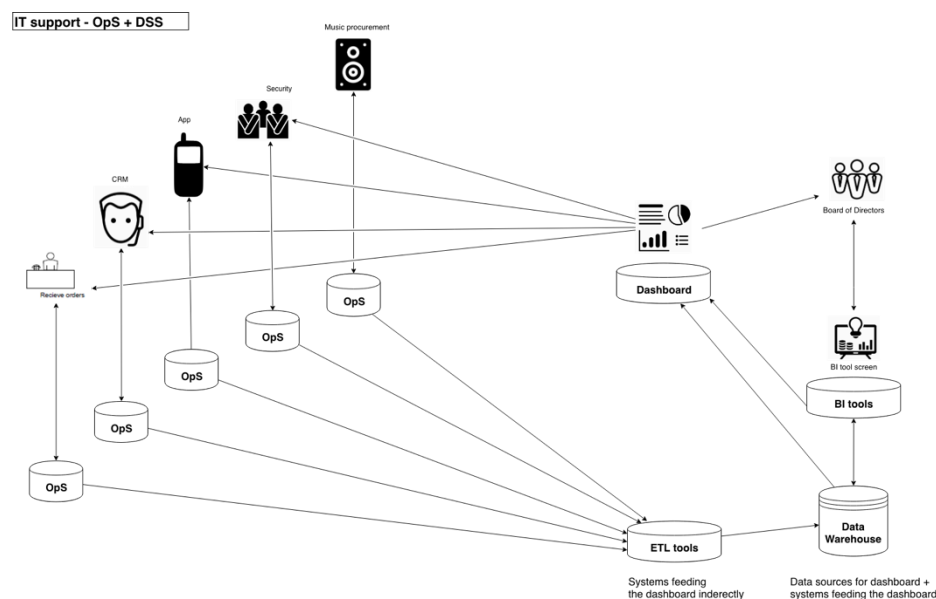 IT support - OpS + DSS
Music procurement
Security
App
CRM
Recieve orders
Board of Directors
Dashboard
OpS
OpS
OpS
OpS
OpS
BI tool screen
BI tools
Data
Warehouse
ETL tools
Systems feeding
the dashboard inderectly
Data sources for dashboard +
systems feeding the dashboard